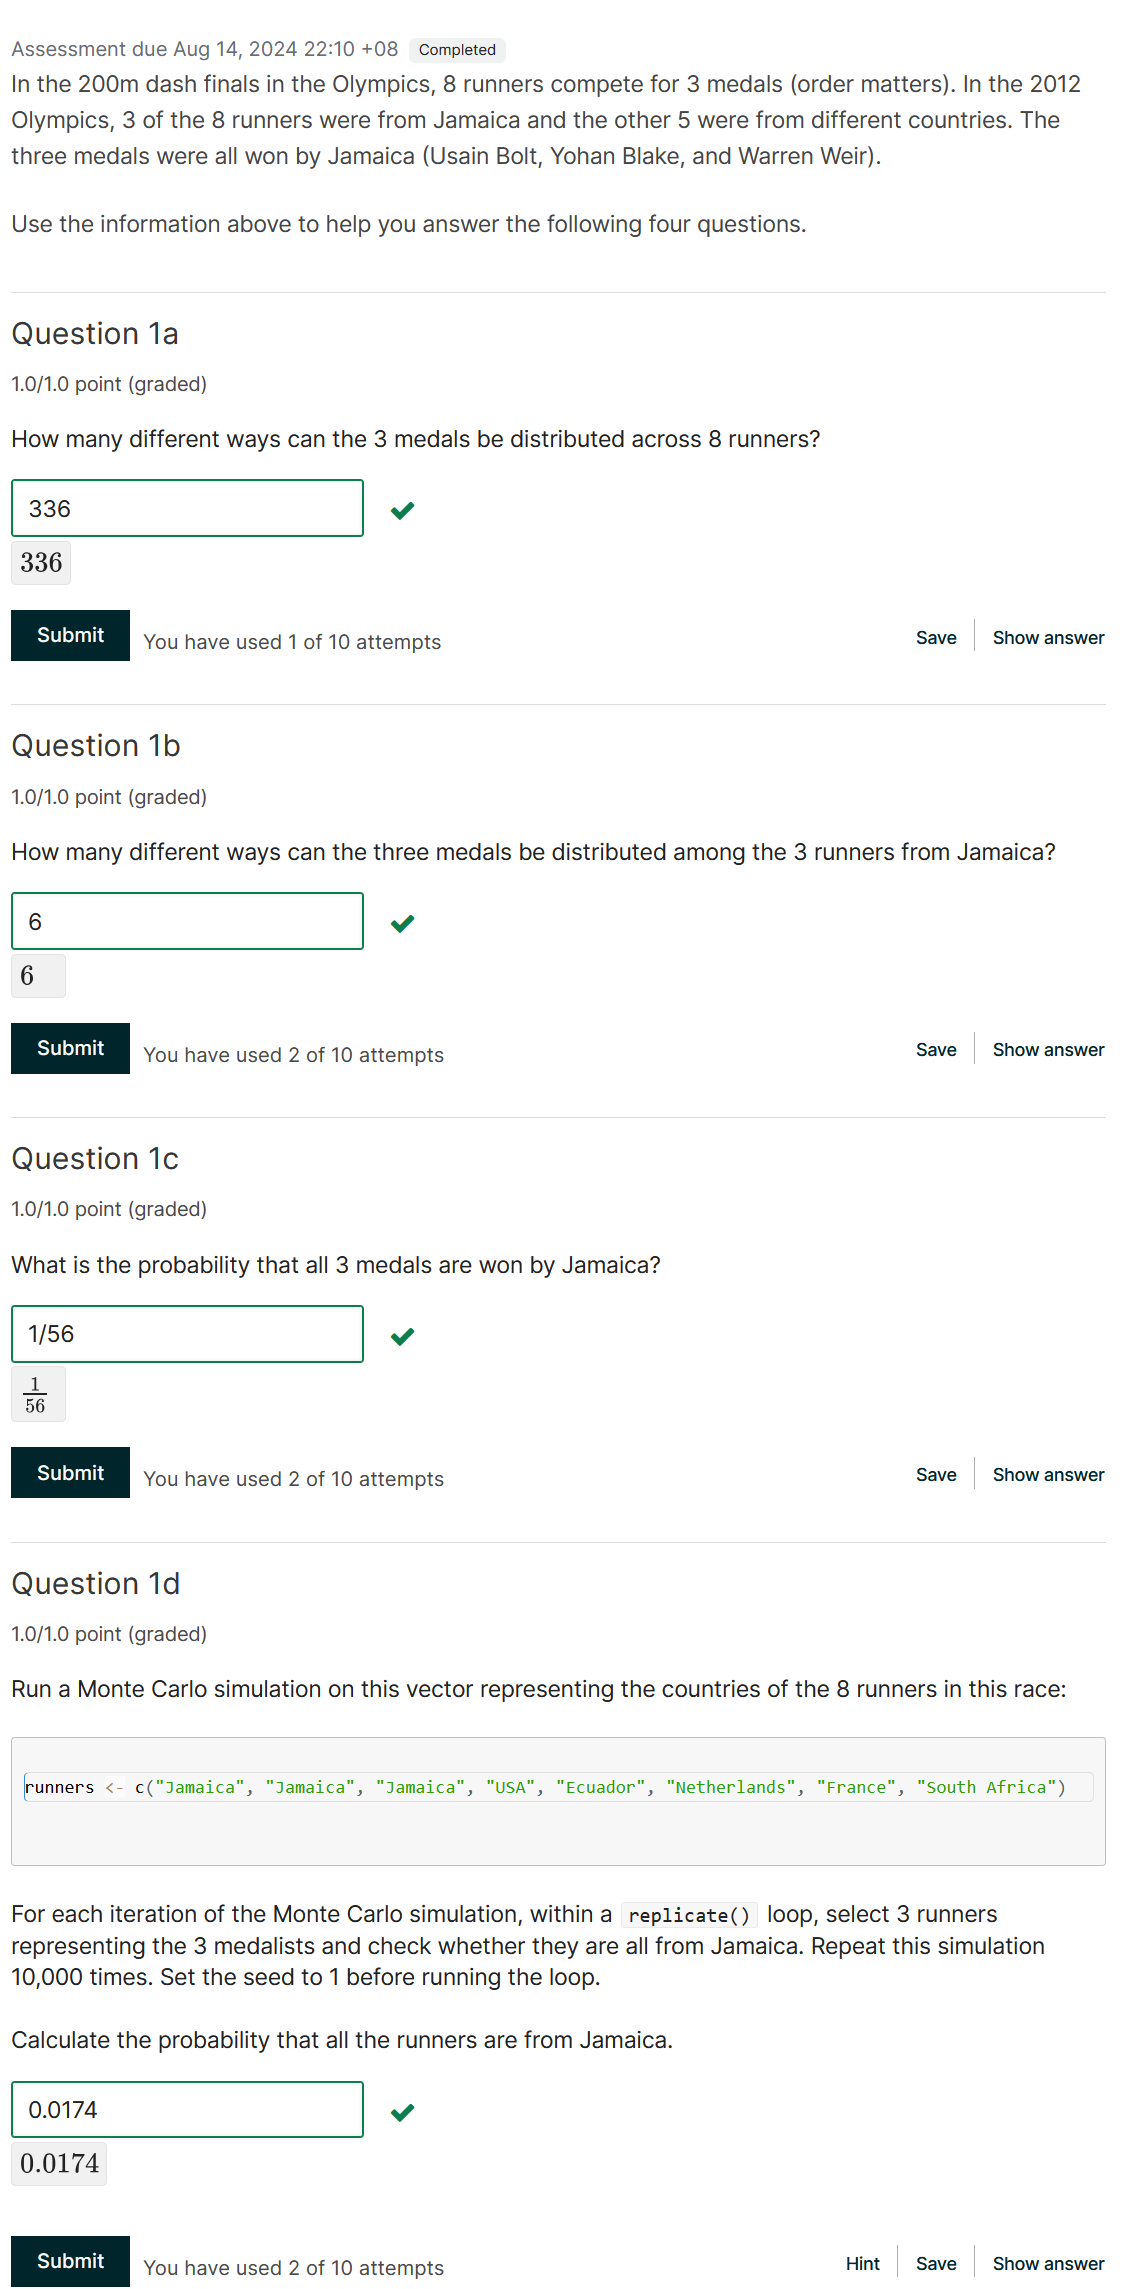 Assessment due Aug 14, 2024 22:10 +08 Completed
In the 200m dash finals in the Olympics, 8 runners compete for 3 medals (order matters). In the 2012
Olympics, 3 of the 8 runners were from Jamaica and the other 5 were from different countries. The
three medals were all won by Jamaica (Usain Bolt, Yohan Blake, and Warren Weir).
Use the information above to help you answer the following four questions.
Question 1a
1.0/1.0 point (graded)
How many different ways can the 3 medals be distributed across 8 runners?
336
336
Submit You have used 1 of 10 attempts Save Show answer
Question 1b
1.0/1.0 point (graded)
How many different ways can the three medals be distributed among the 3 runners from Jamaica?
6
6
Submit You have used 2 of 10 attempts Save Show answer
Question 1c
1.0/1.0 point (graded)
What is the probability that all 3 medals are won by Jamaica?
1/56
1
56
Submit You have used 2 of 10 attempts Save Show answer
Question 1d
1.0/1.0 point (graded)
Run a Monte Carlo simulation on this vector representing the countries of the 8 runners in this race:
runners <- c("Jamaica", "Jamaica", "Jamaica", "USA", "Ecuador", "Netherlands", "France", "South Africa")
For each iteration of the Monte Carlo simulation, within a replicate() loop, select 3 runners
representing the 3 medalists and check whether they are all from Jamaica. Repeat this simulation
10,000 times. Set the seed to 1 before running the loop.
Calculate the probability that all the runners are from Jamaica.
0.0174
0.0174
Submit You have used 2 of 10 attempts Hint Save Show answer